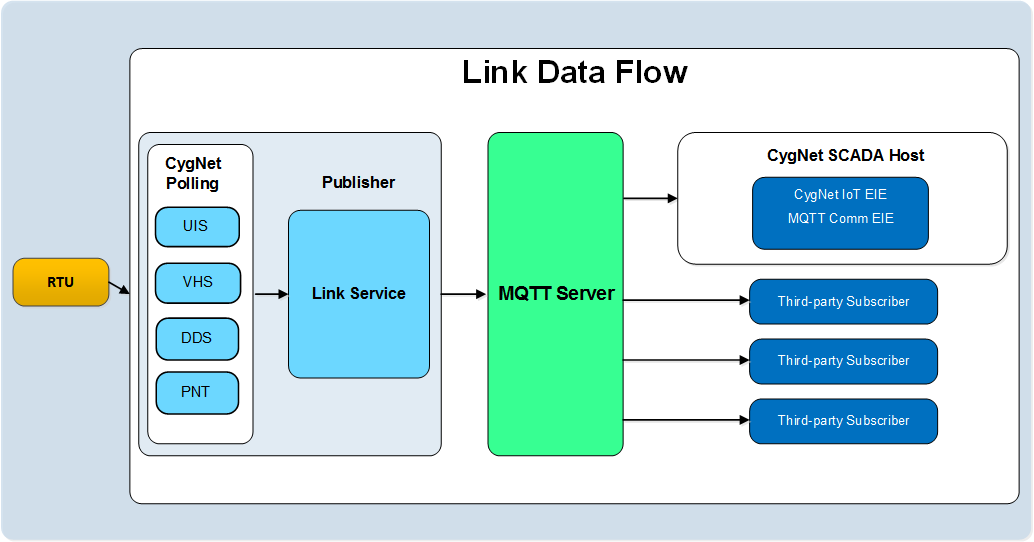 Link Data Flow
CygNet
Polling
UIS
VHS
DDS
PNT
Publisher
Link Service
RTU
MQTT Server
CygNet SCADA Host
CygNet IoT EIE
MQTT Comm EIE
Third-party Subscriber
Third-party Subscriber
Third-party Subscriber